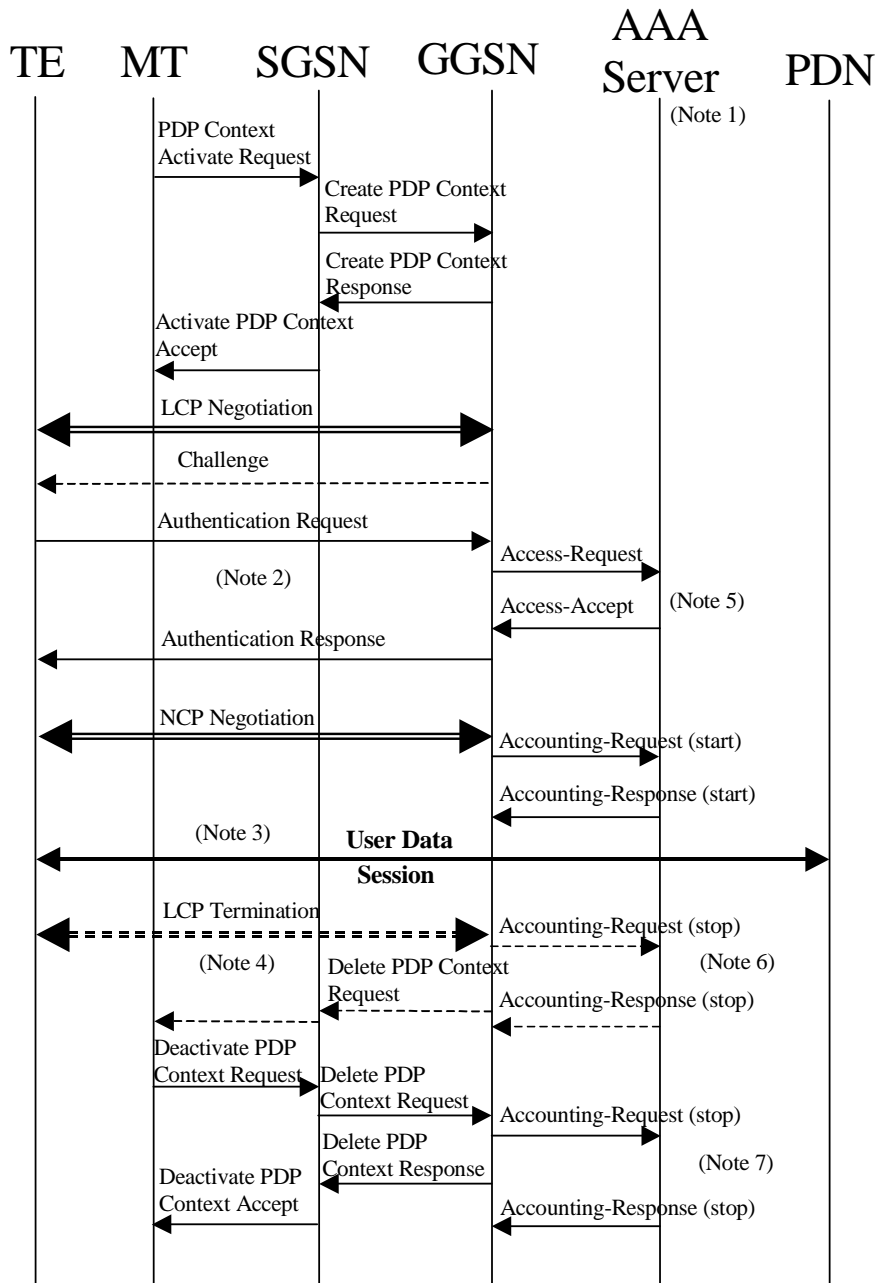 AAA
TE MT SGSN GGSN Server PDN
(Note 1)
PDP Context
Activate Request
Create PDP Context
Request
Create PDP Context
Response
Activate PDP Context
Accept
LCP Negotiation
Challenge
Authentication Request
Access-Request
(Note 2)
(Note 5)
Access-Accept
Authentication Response
NCP Negotiation
Accounting-Request (start)
Accounting-Response (start)
(Note 3)
User Data
Session
LCP Termination
Accounting-Request (stop)
(Note 4)
(Note 6)
Delete PDP Context
Request
Accounting-Response (stop)
Deactivate PDP
Context Request
Delete PDP
Context Request
Accounting-Request (stop)
Delete PDP
Context Response
(Note 7)
Deactivate PDP
Context Accept
Accounting-Response (stop)